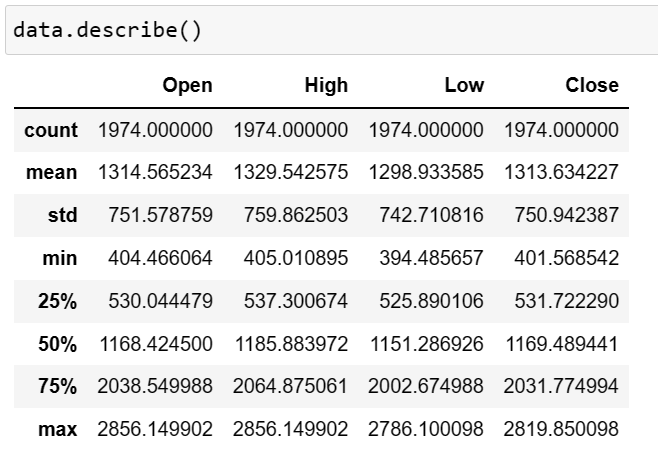 data.describe()
Open High Low Close
count 1974.000000 1974.000000 1974.000000 1974.000000
mean 1314.565234 1329.542575 1298.933585 1313.634227
std 751.578759 759.862503 742.710816 750.942387
min 404.466064 405.010895 394.485657 401.568542
25% 530.044479 537.300674 525.890106 531.722290
50% 1168.424500 1185.883972 1151.286926 1169.489441
75% 2038.549988 2064.875061 2002.674988 2031.774994
max 2856.149902 2856.149902 2786.100098 2819.850098